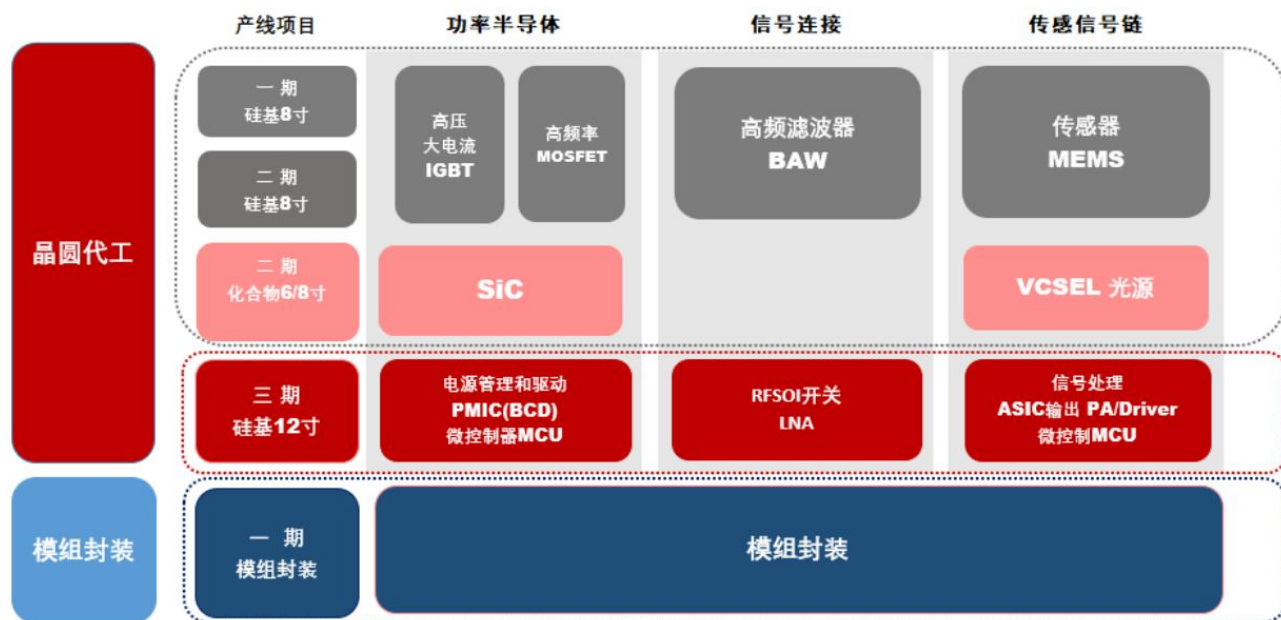 产线项目
功率半导体
信号连接
传感信号链
晶圆代工
一 期
硅基8寸
二 期
硅基8寸
高压
大电流
IGBT
高频率
MOSFET
高频滤波器
BAW
传感器
MEMS
二 期
化合物6/8寸
SiC
VCSEL 光源
三 期
硅基12寸
电源管理和驱动
PMIC(BCD)
微控制器MCU
RFSOI开关
LNA
信号处理
ASIC输出 PA/Driver
微控制MCU
模组封装
一 期
模组封装
模组封装